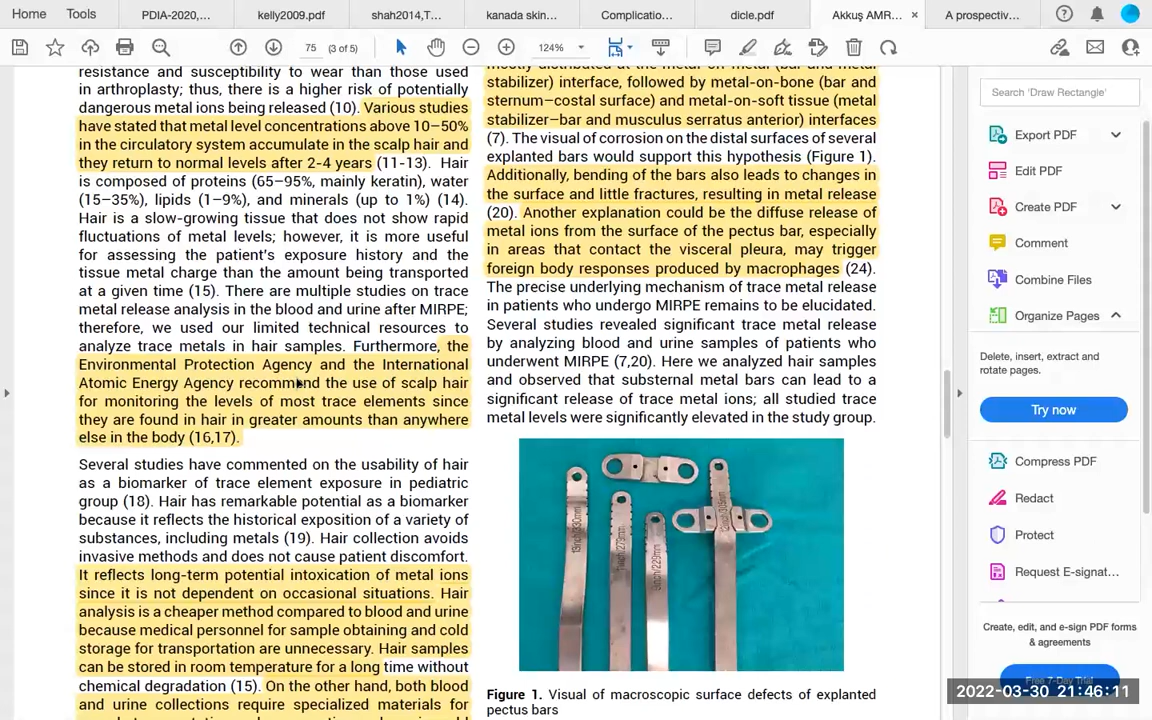 Home
Tools
PDIA-2020,...
kelly2009.pdf
shah2014,T...
kanada skin...
Complicatio...
dicle.pdf
Akkuş AMR... ×
A prospectiv...
75 (3 of 5)
124%
resistance and susceptibility to wear than those used
in arthroplasty; thus, there is a higher risk of potentially
dangerous metal ions being released (10). Various studies
have stated that metal level concentrations above 10–50%
in the circulatory system accumulate in the scalp hair and
they return to normal levels after 2-4 years (11-13). Hair
is composed of proteins (65–95%, mainly keratin), water
(15–35%), lipids (1–9%), and minerals (up to 1%) (14).
Hair is a slow-growing tissue that does not show rapid
fluctuations of metal levels; however, it is more useful
for assessing the patient's exposure history and the
tissue metal charge than the amount being transported
at a given time (15). There are multiple studies on trace
metal release analysis in the blood and urine after MIRPE;
therefore, we used our limited technical resources to
analyze trace metals in hair samples. Furthermore, the
Environmental Protection Agency and the International
Atomic Energy Agency recommend the use of scalp hair
for monitoring the levels of most trace elements since
they are found in hair in greater amounts than anywhere
else in the body (16,17).
Several studies have commented on the usability of hair
as a biomarker of trace element exposure in pediatric
group (18). Hair has remarkable potential as a biomarker
because it reflects the historical exposition of a variety of
substances, including metals (19). Hair collection avoids
invasive methods and does not cause patient discomfort.
It reflects long-term potential intoxication of metal ions
since it is not dependent on occasional situations. Hair
analysis is a cheaper method compared to blood and urine
because medical personnel for sample obtaining and cold
storage for transportation are unnecessary. Hair samples
can be stored in room temperature for a long time without
chemical degradation (15). On the other hand, both blood
and urine collections require specialized materials for
mostly distributed at the metal-on-metal (bar and metal
stabilizer) interface, followed by metal-on-bone (bar and
sternum–costal surface) and metal-on-soft tissue (metal
stabilizer–bar and musculus serratus anterior) interfaces
(7). The visual of corrosion on the distal surfaces of several
explanted bars would support this hypothesis (Figure 1).
Additionally, bending of the bars also leads to changes in
the surface and little fractures, resulting in metal release
(20). Another explanation could be the diffuse release of
metal ions from the surface of the pectus bar, especially
in areas that contact the visceral pleura, may trigger
foreign body responses produced by macrophages (24).
The precise underlying mechanism of trace metal release
in patients who undergo MIRPE remains to be elucidated.
Several studies revealed significant trace metal release
by analyzing blood and urine samples of patients who
underwent MIRPE (7,20). Here we analyzed hair samples
and observed that substernal metal bars can lead to a
significant release of trace metal ions; all studied trace
metal levels were significantly elevated in the study group.
13inch/330mm
11inch/279mm
9inch/229mm
Figure 1. Visual of macroscopic surface defects of explanted
pectus bars
Search 'Draw Rectangle'
Export PDF
Edit PDF
Create PDF
Comment
Combine Files
Organize Pages
Delete, insert, extract and
rotate pages.
Try now
Compress PDF
Redact
Protect
Request E-signat...
Create, edit, and e-sign PDF forms
& agreements
Free 7-Day Trial
2022-03-30 21:46:11